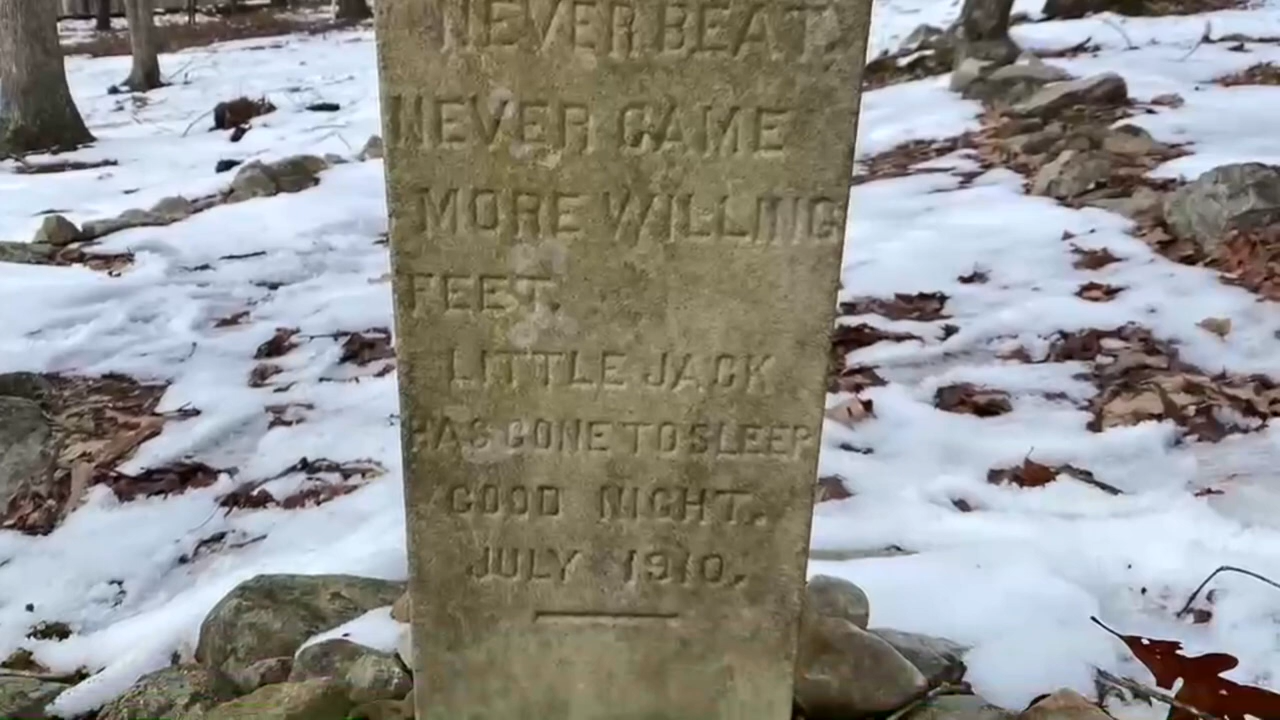 NEVER BEAT.
NEVER CAME
MORE WILLING
FEET.
LITTLE JACK
HAS GONE TO SLEEP
GOOD NIGHT.
JULY 1910.